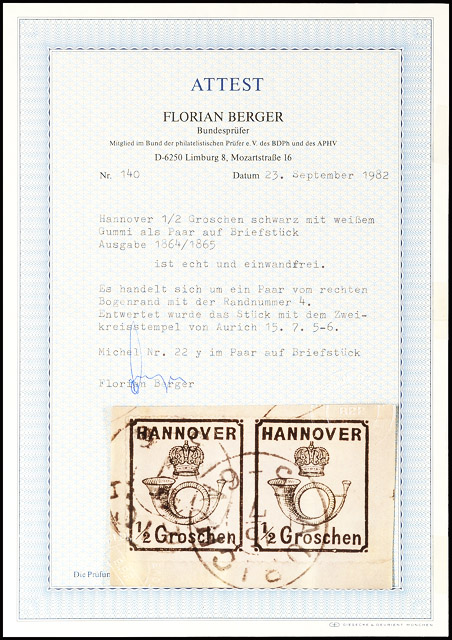 ATTEST
FLORIAN BERGER
Bundesprüfer
Mitglied im Bund der philatelistischen Prüfer e.V. des BDPh und des APHV
D-6250 Limburg 8, Mozartstraße 16
Nr. 140 Datum 23. September 1982
Hannover 1/2 Groschen schwarz mit weißem
Gummi als Paar auf Briefstück
Ausgabe 1864/1865
ist echt und einwandfrei.
Es handelt sich um ein Paar vom rechten
Bogenrand mit der Randnummer 4.
Entwertet wurde das Stück mit dem Zwei-
kreisstempel von Aurich 15. 7. 5-6.
Michel Nr. 22 y im Paar auf Briefstück
Florian Berger
HANNOVER HANNOVER
1/2 Groschen 1/2 Groschen
Die Prüfun
GIESECKE & DEVRIENT MÜNCHEN